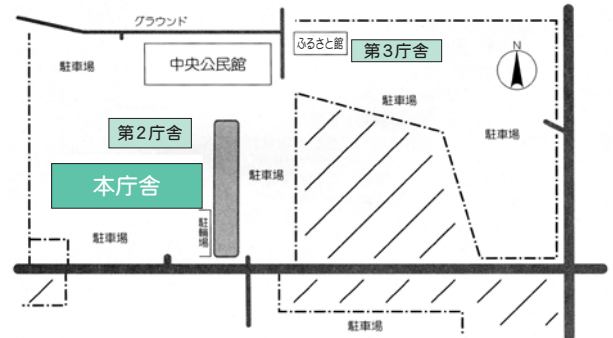 グラウンド
駐車場
中央公民館
ふるさと館
第3庁舎
N
駐車場
駐車場
第2庁舎
本庁舎
駐車場
駐輪場
駐車場
駐車場